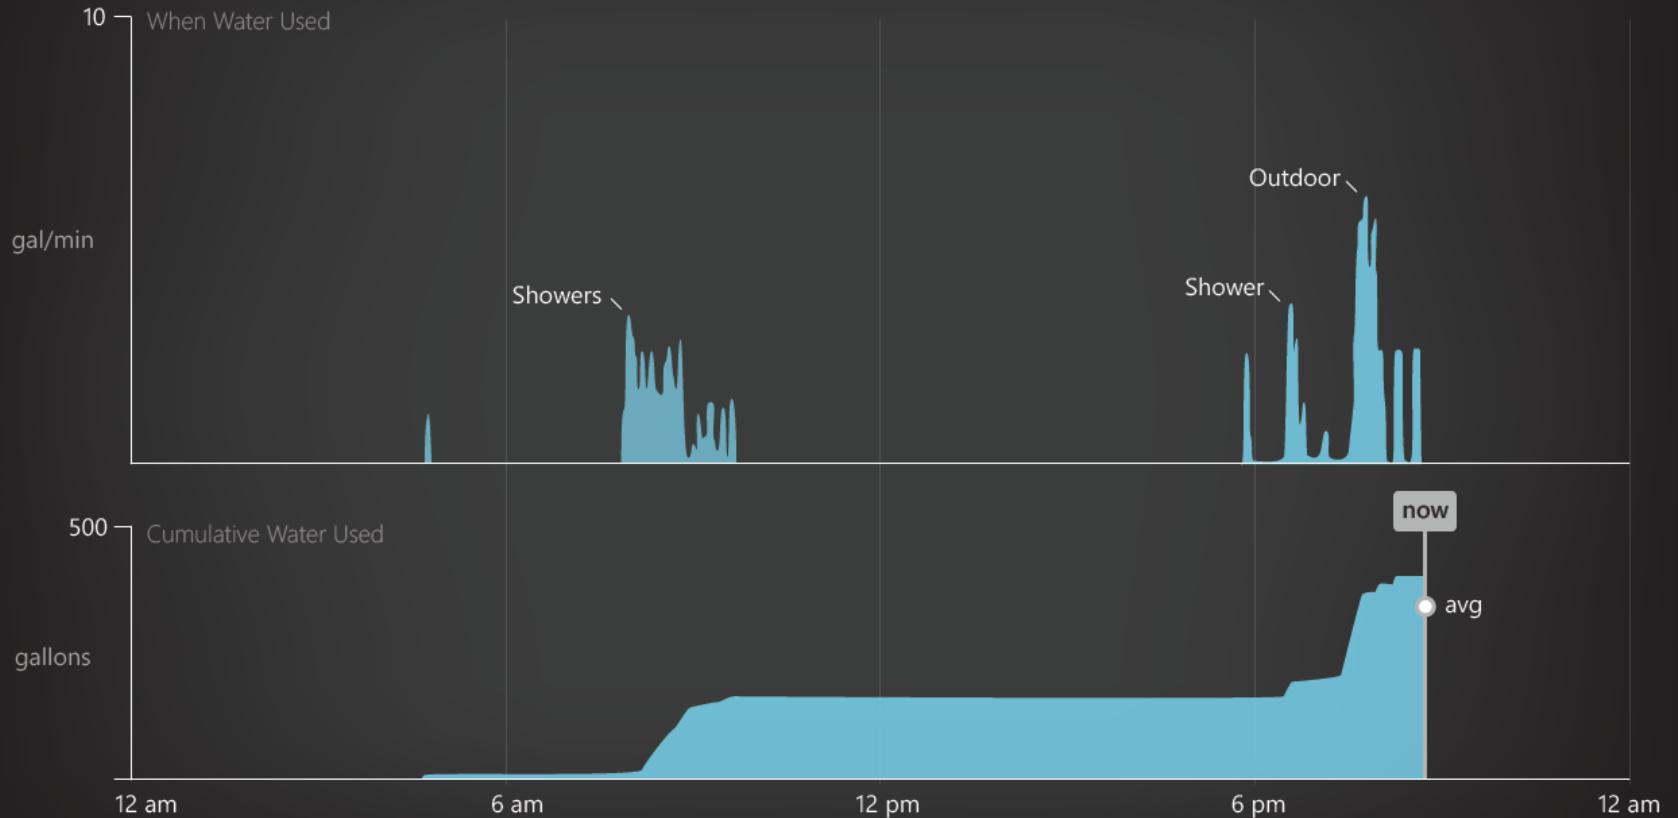 10
When Water Used
gal/min
Showers
Shower
Outdoor
500
Cumulative Water Used
gallons
now
avg
12 am
6 am
12 pm
6 pm
12 am